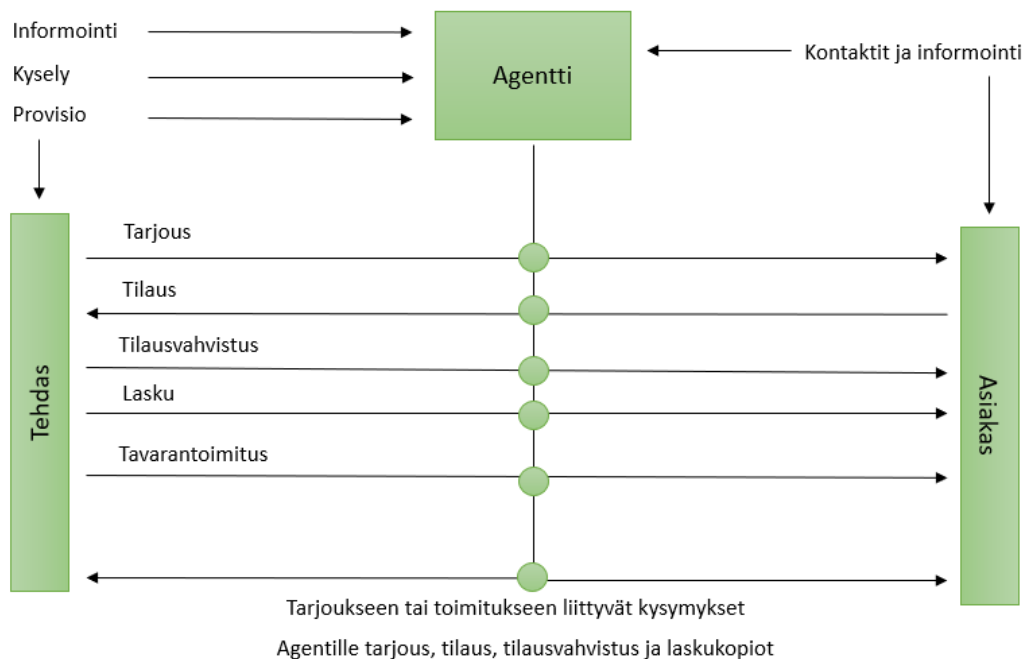 Informointi
Kysely
Provisio
Agentti
Kontaktit ja informointi
Tehdas
Tarjous
Tilaus
Tilausvahvistus
Lasku
Tavarantoimitus
Asiakas
Tarjoukseen tai toimitukseen liittyvät kysymykset
Agentille tarjous, tilaus, tilausvahvistus ja laskukopiot